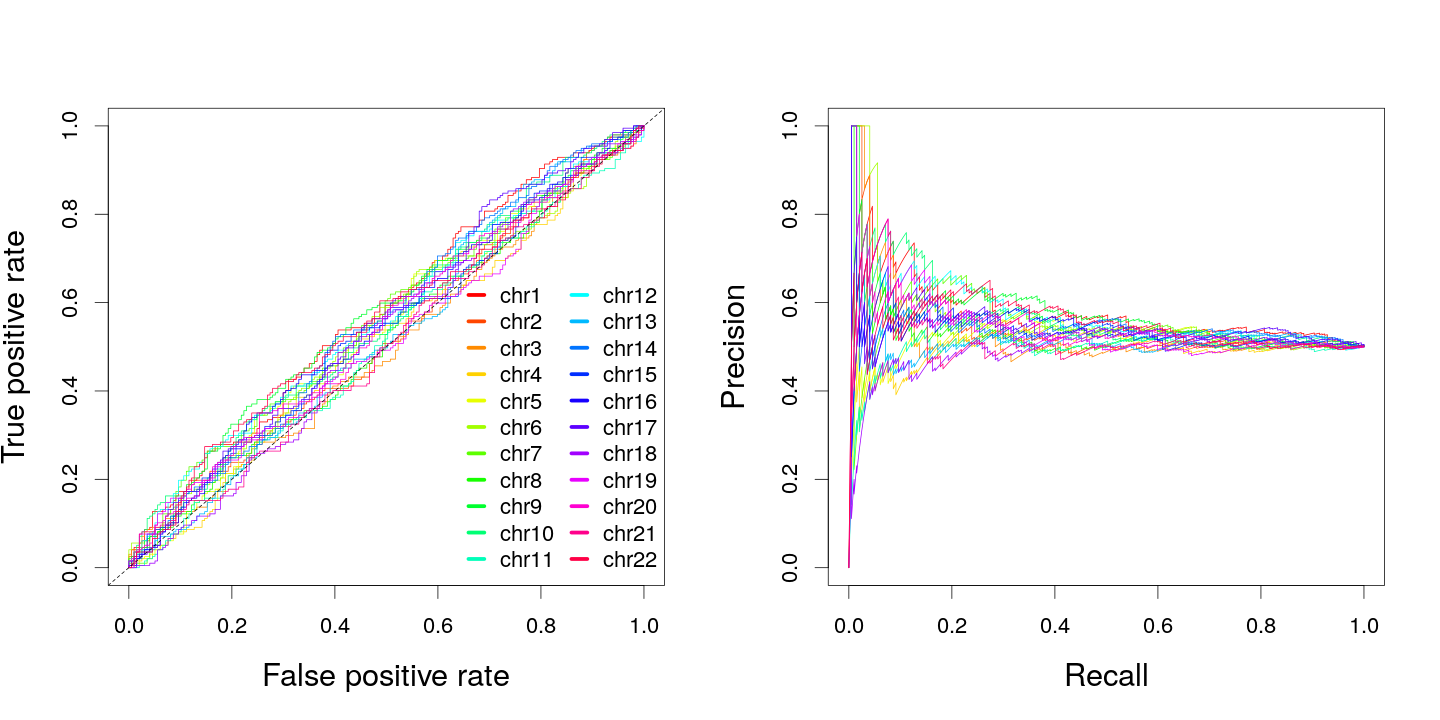 True positive rate
1.0
0.8
0.6
0.4
0.2
0.0
chr1 chr12
chr2 chr13
chr3 chr14
chr4 chr15
chr5 chr16
chr6 chr17
chr7 chr18
chr8 chr19
chr9 chr20
chr10 chr21
chr11 chr22
0.0 0.2 0.4 0.6 0.8 1.0
False positive rate
Precision
1.0
0.8
0.6
0.4
0.2
0.0
0.0 0.2 0.4 0.6 0.8 1.0
Recall